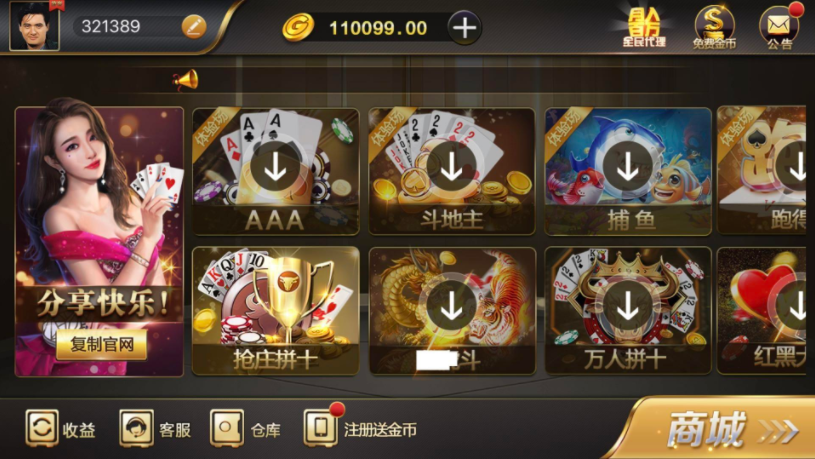 321389
110099.00
全民代理
免费金币
公告
体验场
AAA
体验场
斗地主
体验场
捕鱼
体验场
跑得
分享快乐!
复制官网
抢庄拼十
斗
万人拼十
红黑大
收益
客服
仓库
注册送金币
商城